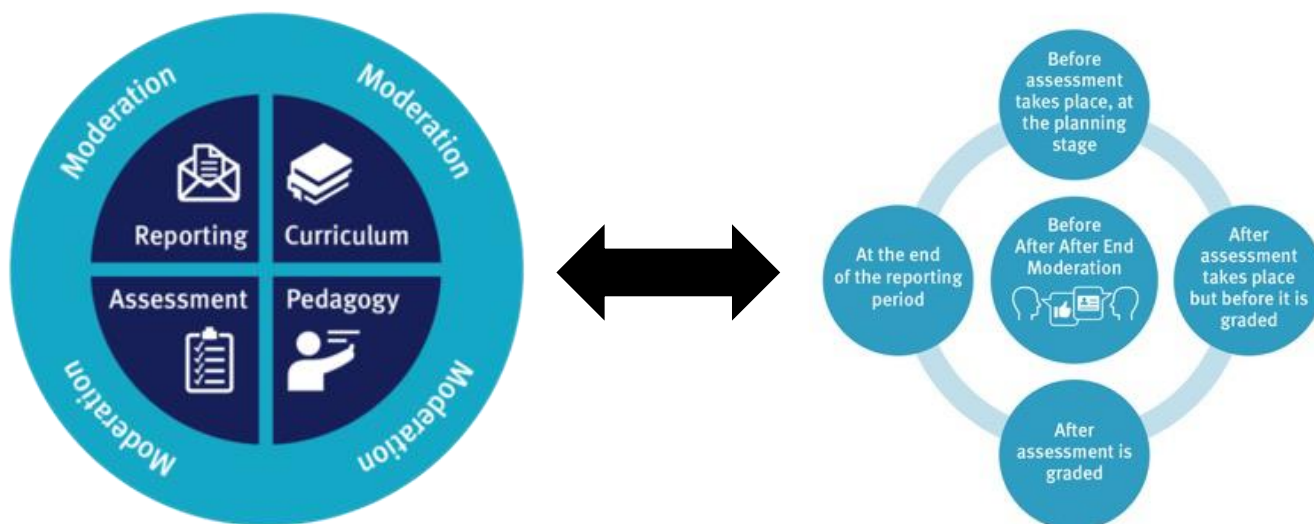 Moderation
Moderation
Reporting
Curriculum
Assessment
Pedagogy
Moderation
Moderation
Before
assessment
takes place, at
the planning
stage
At the end
of the reporting
period
Before
After After End
Moderation
After
assessment
takes place
but before it is
graded
After
assessment is
graded